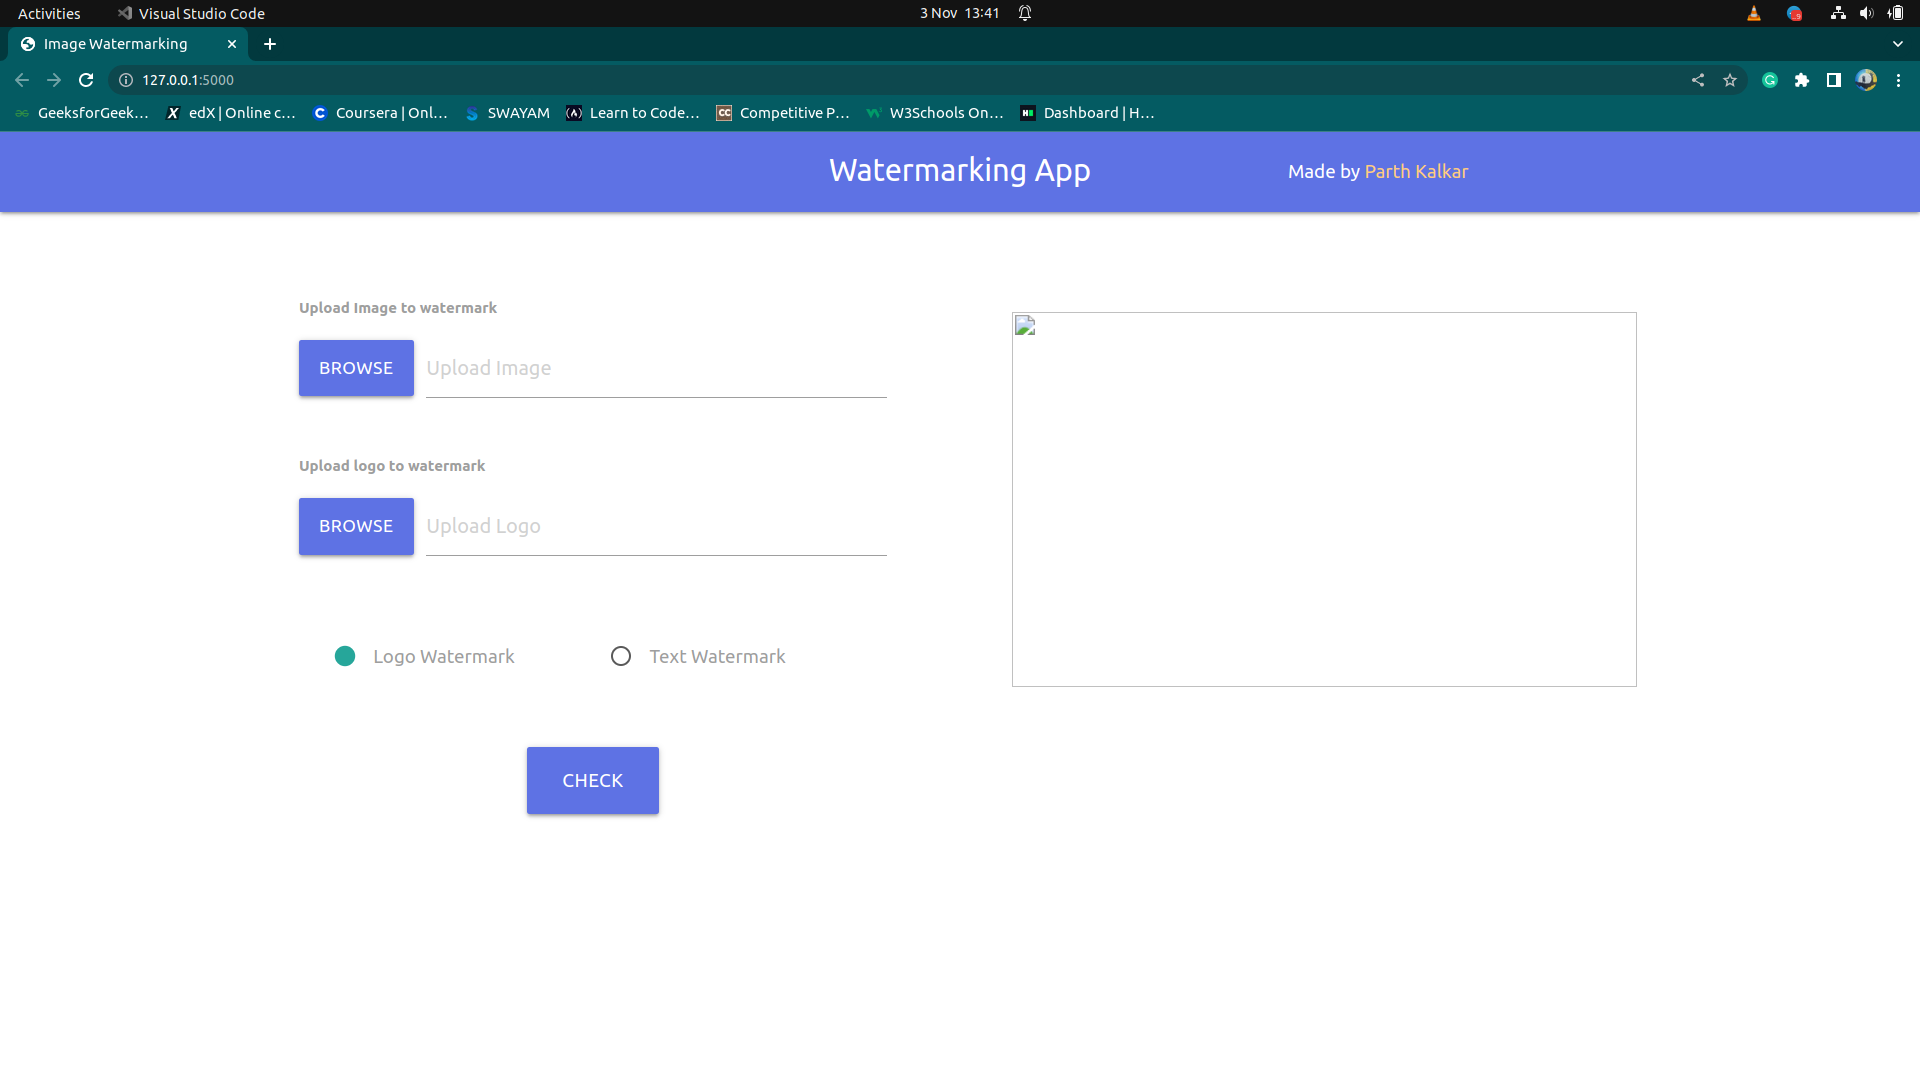 Activities
Visual Studio Code
3 Nov 13:41
Image Watermarking
127.0.0.1:5000
GeeksforGeek…
edX | Online c…
Coursera | Onl…
SWAYAM
Learn to Code…
Competitive P…
W3Schools On…
Dashboard | H…
Watermarking App
Made by Parth Kalkar
Upload Image to watermark
BROWSE
Upload Image
Upload logo to watermark
BROWSE
Upload Logo
Logo Watermark
Text Watermark
CHECK